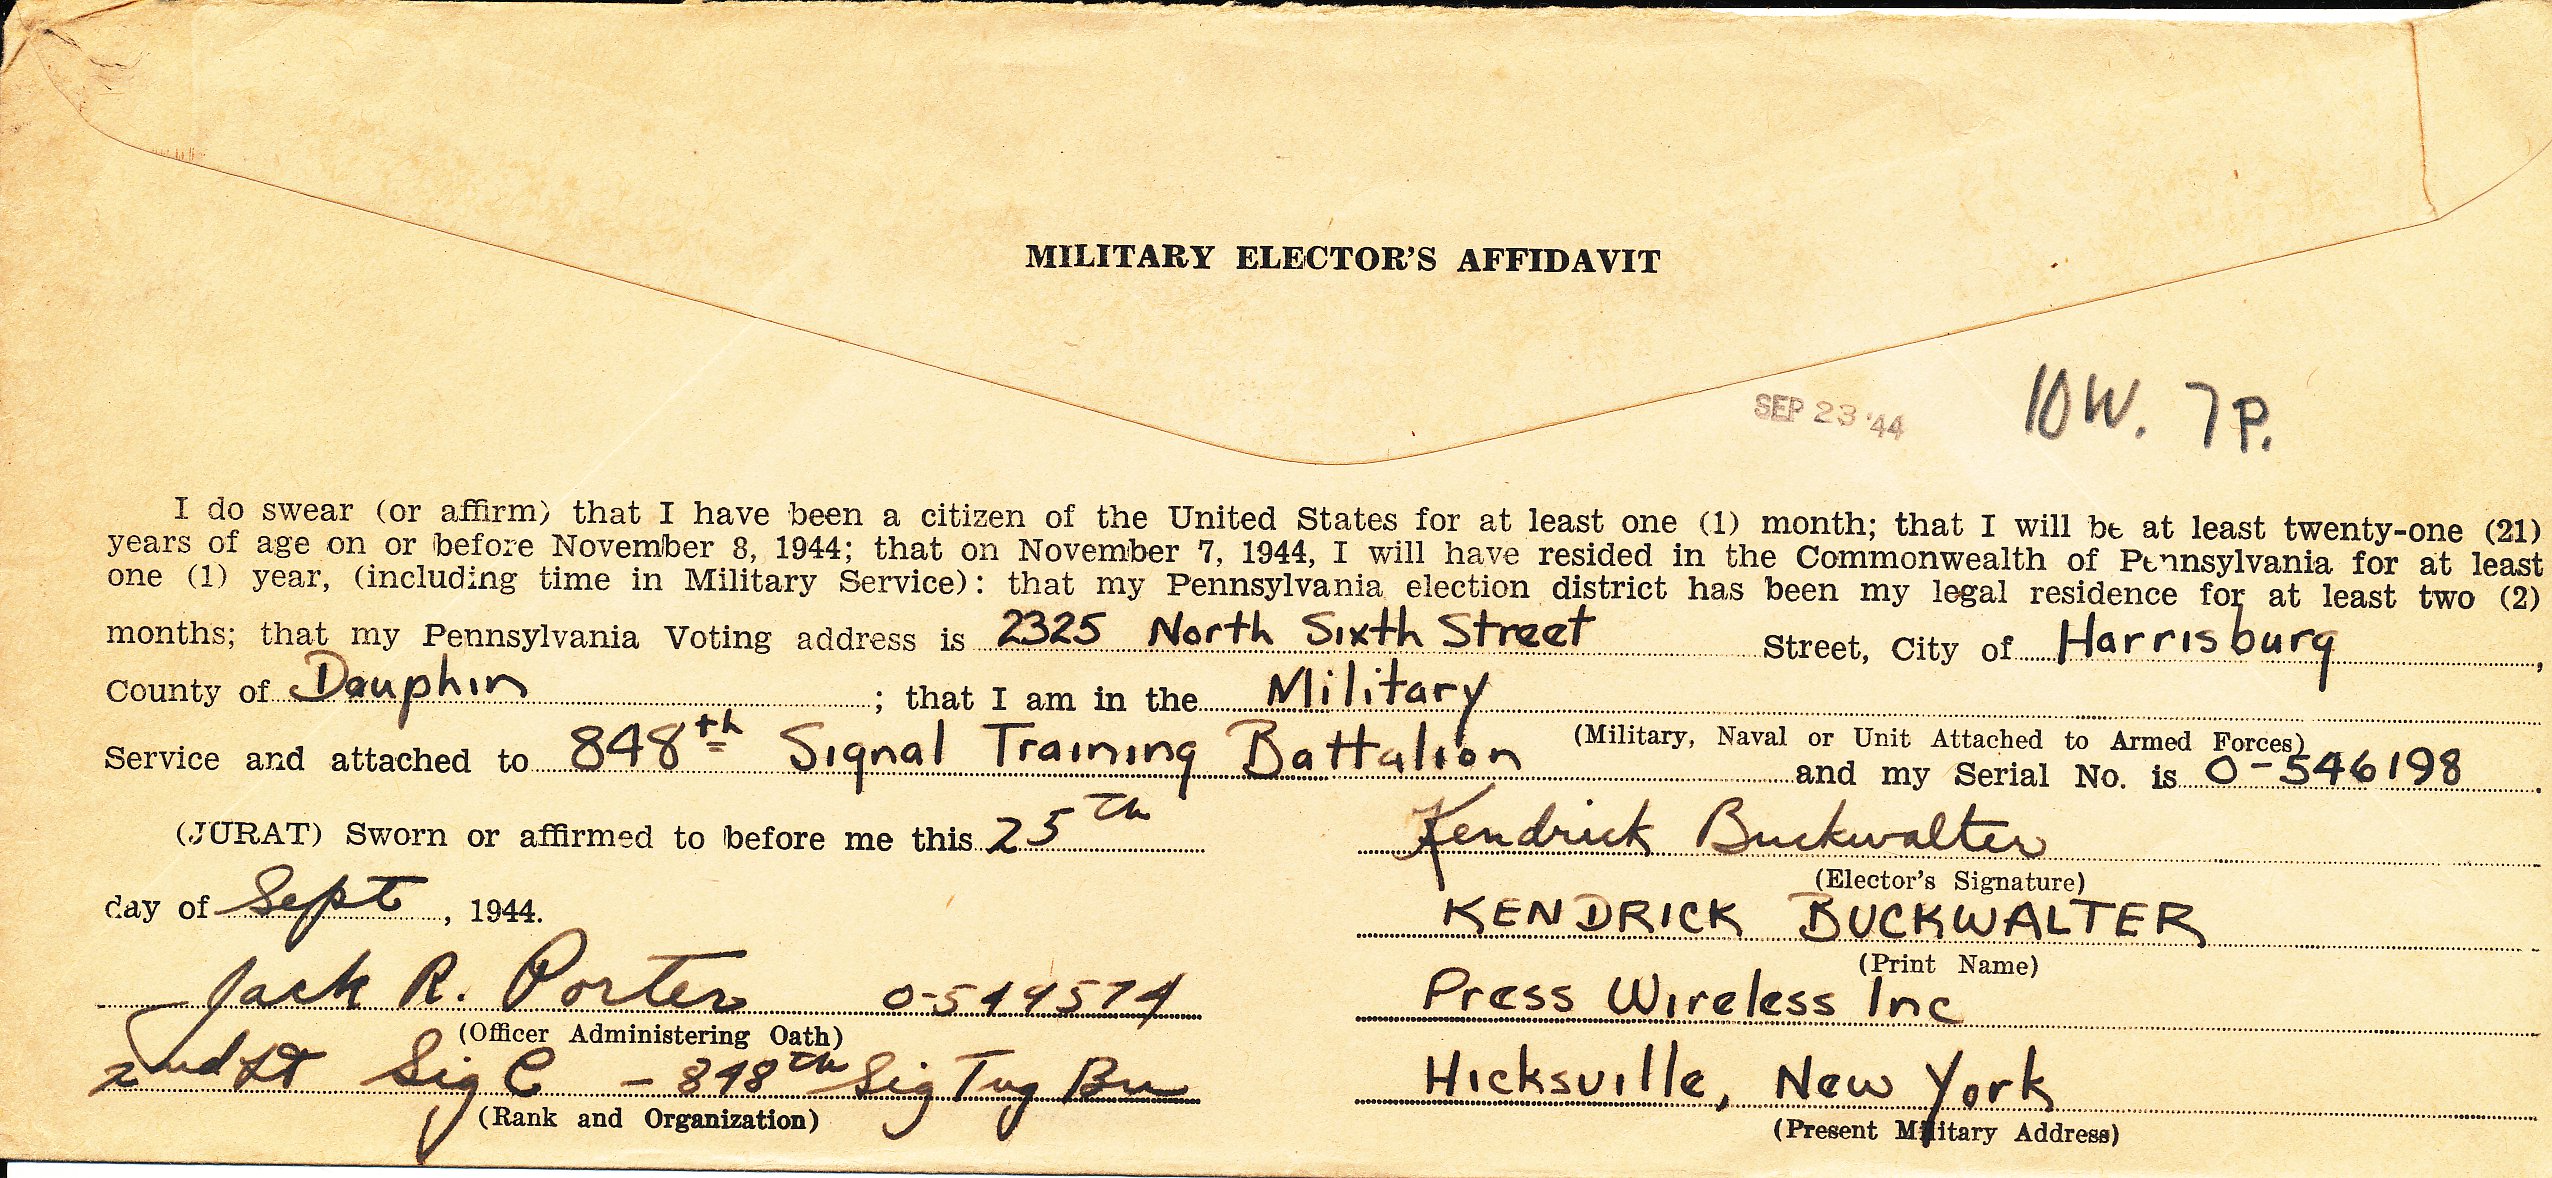 MILITARY ELECTOR'S AFFIDAVIT
SEP 23 '44
10 W. 7 P.
I do swear (or affirm) that I have been a citizen of the United States for at least one (1) month; that I will be at least twenty-one (21)
years of age on or before November 8, 1944; that on November 7, 1944, I will have resided in the Commonwealth of Pennsylvania for at least
one (1) year, (including time in Military Service): that my Pennsylvania election district has been my legal residence for at least two (2)
months; that my Pennsylvania Voting address is 2325 North Sixth Street Street, City of Harrisburg,
County of Dauphin; that I am in the Military
(Military, Naval or Unit Attached to Armed Forces)
Service and attached to 848th Signal Training Battalion and my Serial No. is O-546198.
(JURAT) Sworn or affirmed to before me this 25th
day of Sept, 1944.
Jack R. Porter O-544574
(Officer Administering Oath)
2nd Lt Sig C - 848th Sig Tng Bn
(Rank and Organization)
Kendrick Buckwalter
(Elector's Signature)
KENDRICK BUCKWALTER
(Print Name)
Press Wireless Inc
Hicksville, New York
(Present Military Address)